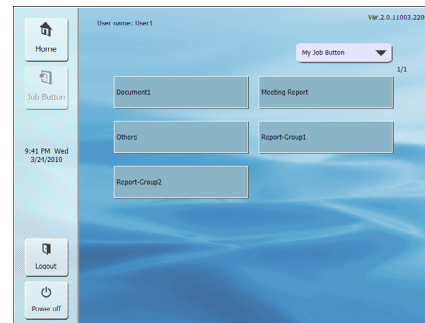 Ver.2.0.11003.220
User name: User1
Home
My Job Button
1/1
Job Button
Document1
Meeting Report
Others
Report-Group1
9:41 PM Wed
3/24/2010
Report-Group2
Logout
Power off